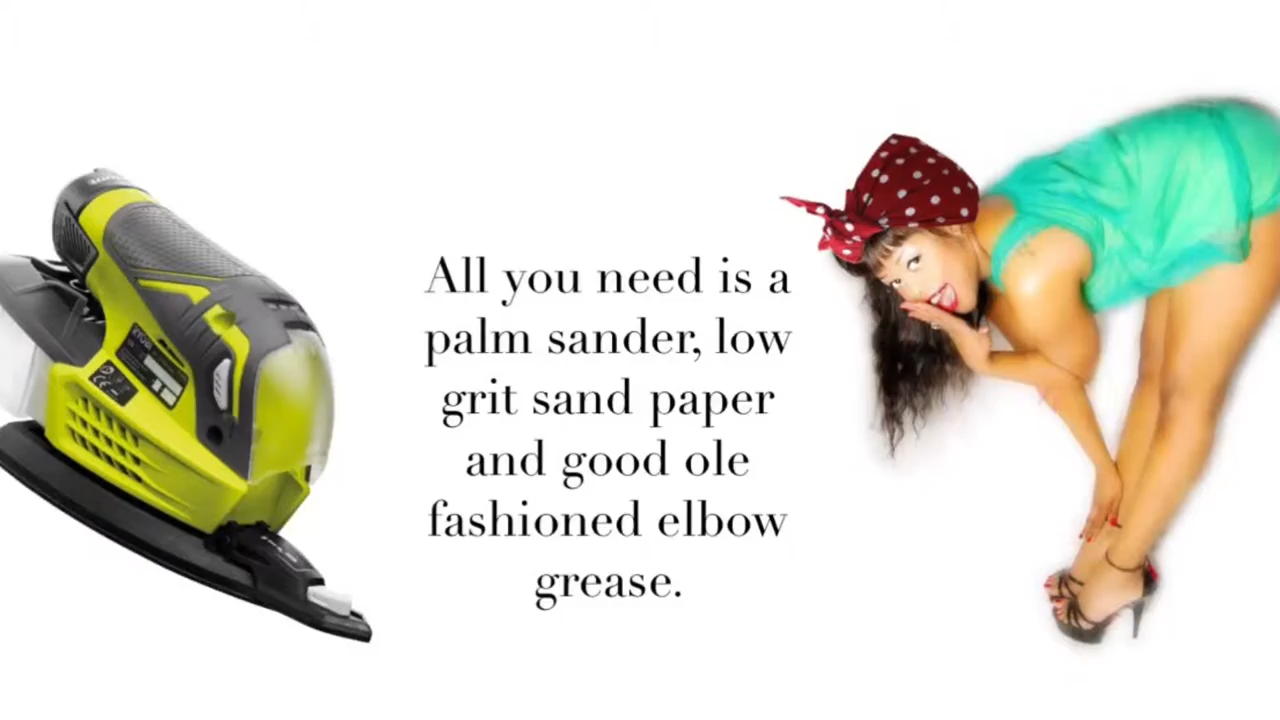 All you need is a
palm sander, low
grit sand paper
and good ole
fashioned elbow
grease.